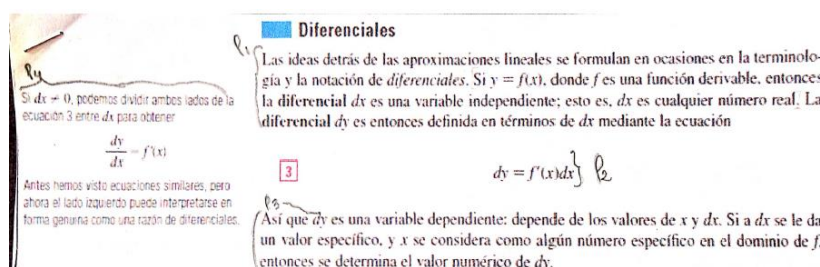 Diferenciales
P1
Las ideas detrás de las aproximaciones lineales se formulan en ocasiones en la terminolo-
gía y la notación de diferenciales. Si y = f(x), donde f es una función derivable, entonces
la diferencial dx es una variable independiente; esto es, dx es cualquier número real. La
diferencial dy es entonces definida en términos de dx mediante la ecuación
3 dy = f'(x)dx} P2
P3
Así que dy es una variable dependiente: depende de los valores de x y dx. Si a dx se le da
un valor específico, y x se considera como algún número específico en el dominio de f,
entonces se determina el valor numérico de dy.
P4
Si dx ≠ 0, podemos dividir ambos lados de la
ecuación 3 entre dx para obtener
dy/dx = f'(x)
Antes hemos visto ecuaciones similares, pero
ahora el lado izquierdo puede interpretarse en
forma genuina como una razón de diferenciales.